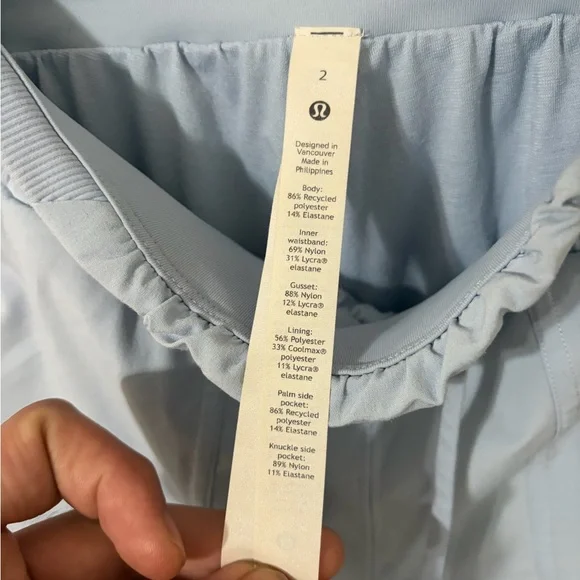 2
Designed in
Vancouver
Made in
Philippines
Body:
86% Recycled
polyester
14% Elastane
Inner
waistband:
69% Nylon
31% Lycra®
elastane
Gusset:
88% Nylon
12% Lycra®
elastane
Lining:
56% Polyester
33% Coolmax®
polyester
11% Lycra®
elastane
Palm side
pocket:
86% Recycled
polyester
14% Elastane
Knuckle side
pocket:
89% Nylon
11% Elastane